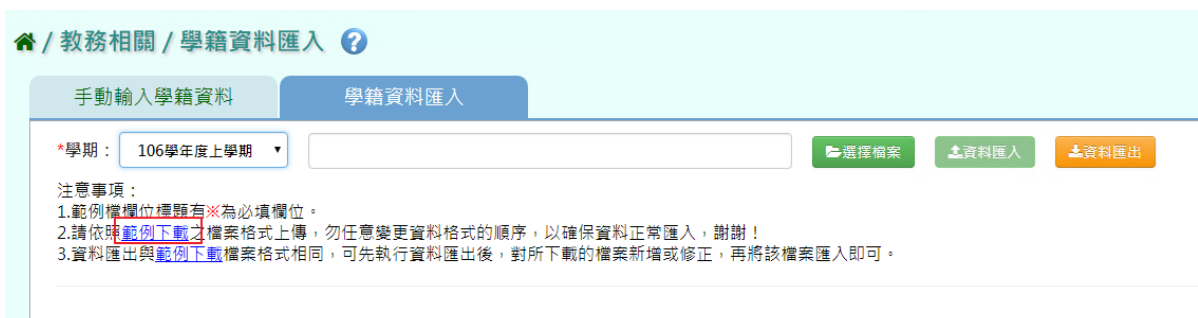 / 教務相關 / 學籍資料匯入 ?
手動輸入學籍資料 學籍資料匯入
*學期： 106學年度上學期 選擇檔案 資料匯入 資料匯出
注意事項：
1.範例檔欄位標題有※為必填欄位。
2.請依照範例下載之檔案格式上傳，勿任意變更資料格式的順序，以確保資料正常匯入，謝謝！
3.資料匯出與範例下載檔案格式相同，可先執行資料匯出後，對所下載的檔案新增或修正，再將該檔案匯入即可。